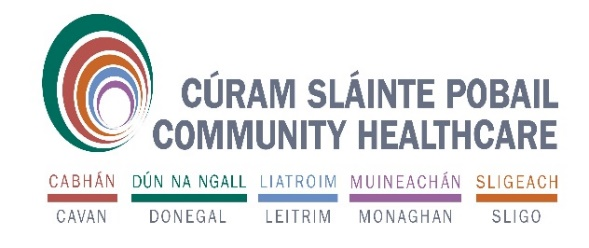 CÚRAM SLÁINTE POBAIL
COMMUNITY HEALTHCARE
CABHÁN DÚN NA NGALL LIATROIM MUINEACHÁN SLIGEACH
CAVAN DONEGAL LEITRIM MONAGHAN SLIGO